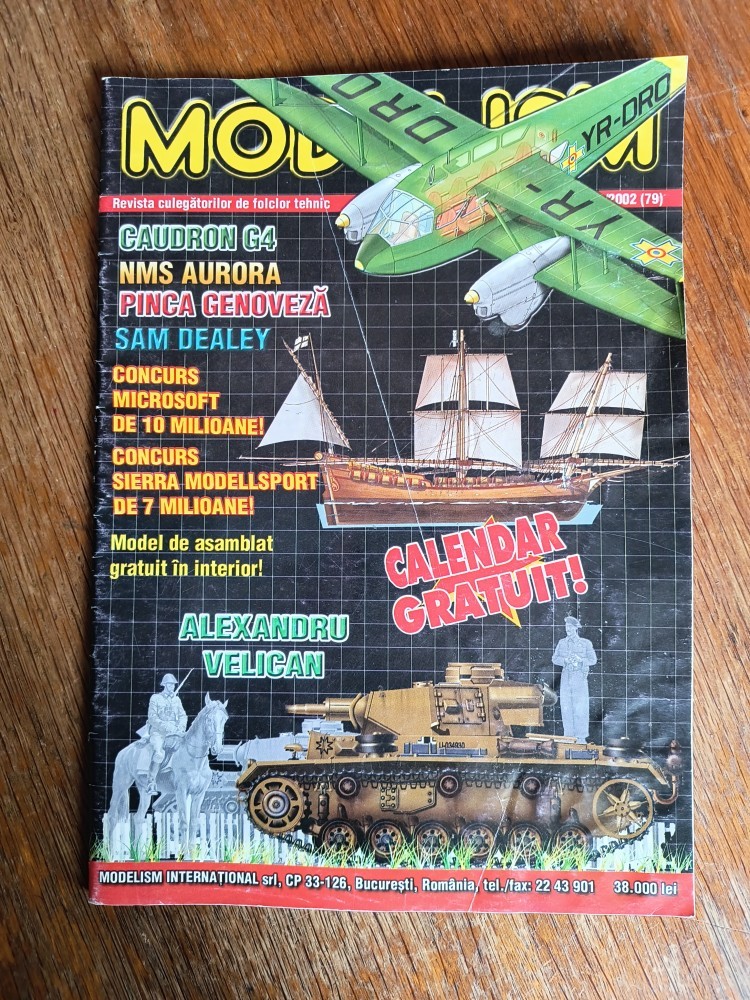 MODELISM
DRO
YR-DRO
YR-
Revista culegătorilor de folclor tehnic
/2002 (79)
CAUDRON G4
NMS AURORA
PINCA GENOVEZĂ
SAM DEALEY
CONCURS
MICROSOFT
DE 10 MILIOANE!
CONCURS
SIERRA MODELLSPORT
DE 7 MILIOANE!
Model de asamblat
gratuit în interior!
CALENDAR
GRATUIT!
ALEXANDRU
VELICAN
MODELISM INTERNAȚIONAL srl, CP 33-126, București, România, tel./fax: 22 43 901 38.000 lei